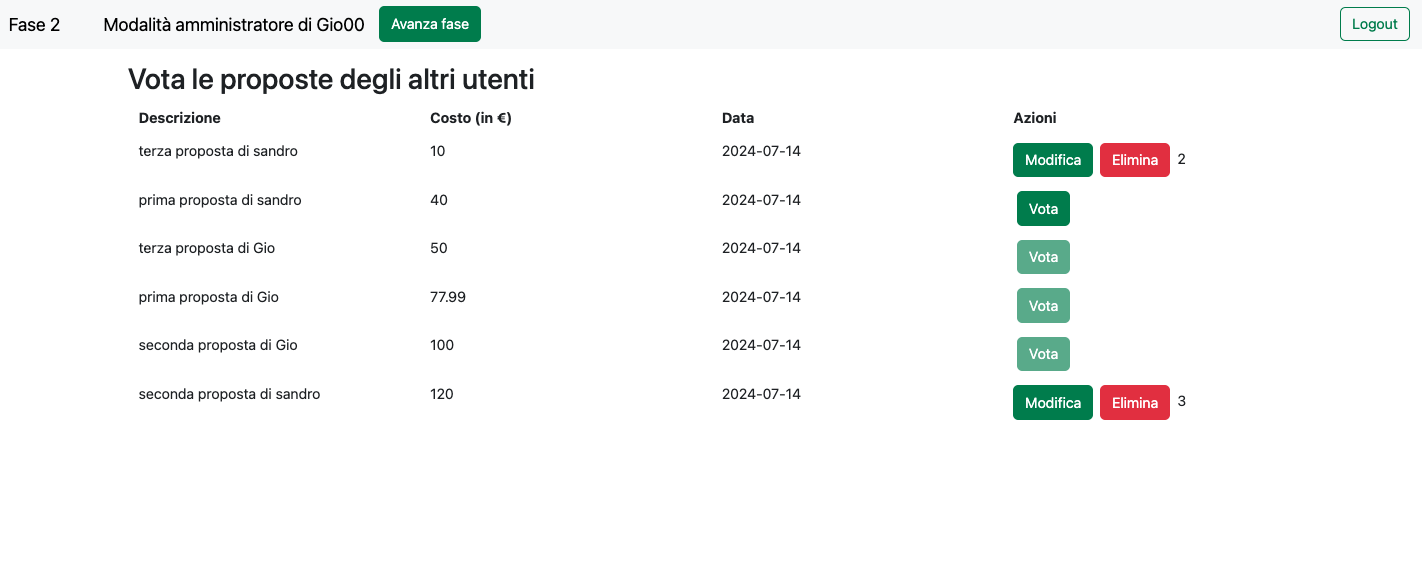 Fase 2 Modalità amministratore di Gio00 Avanza fase Logout
Vota le proposte degli altri utenti
Descrizione Costo (in €) Data Azioni
terza proposta di sandro 10 2024-07-14 Modifica Elimina 2
prima proposta di sandro 40 2024-07-14 Vota
terza proposta di Gio 50 2024-07-14 Vota
prima proposta di Gio 77.99 2024-07-14 Vota
seconda proposta di Gio 100 2024-07-14 Vota
seconda proposta di sandro 120 2024-07-14 Modifica Elimina 3